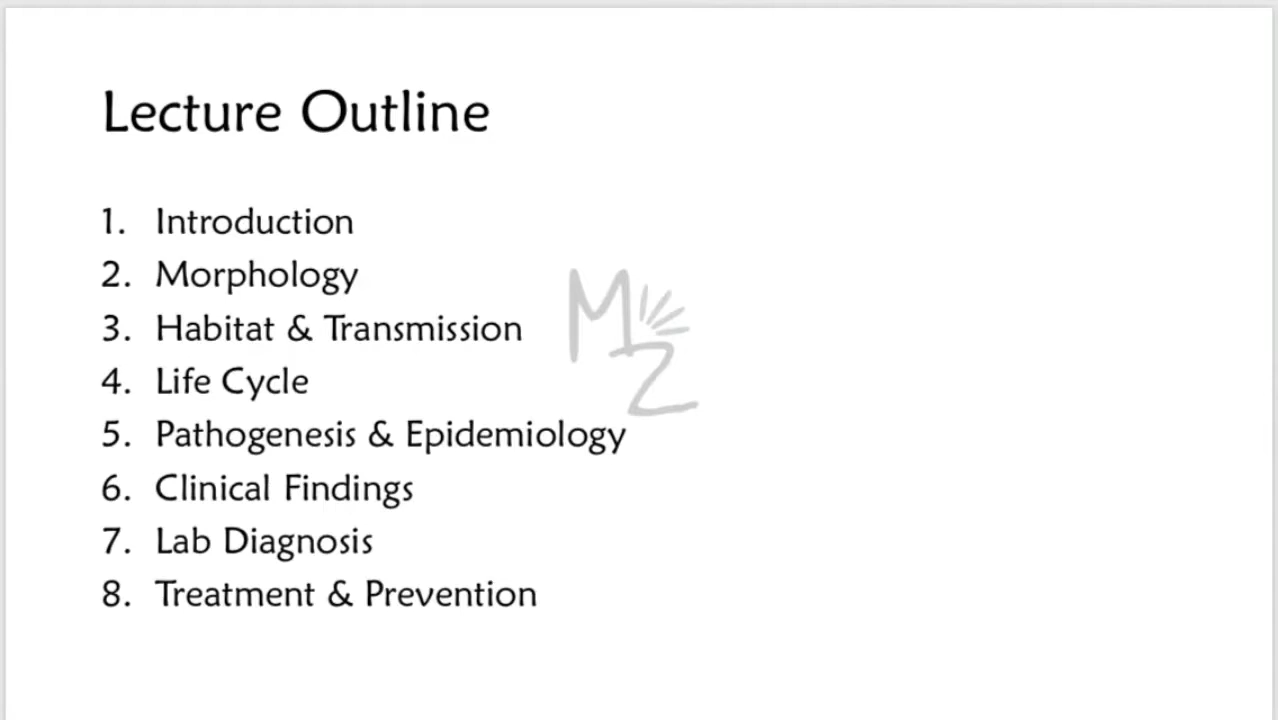 Lecture Outline
1. Introduction
2. Morphology
3. Habitat & Transmission
4. Life Cycle
5. Pathogenesis & Epidemiology
6. Clinical Findings
7. Lab Diagnosis
8. Treatment & Prevention
M
Z